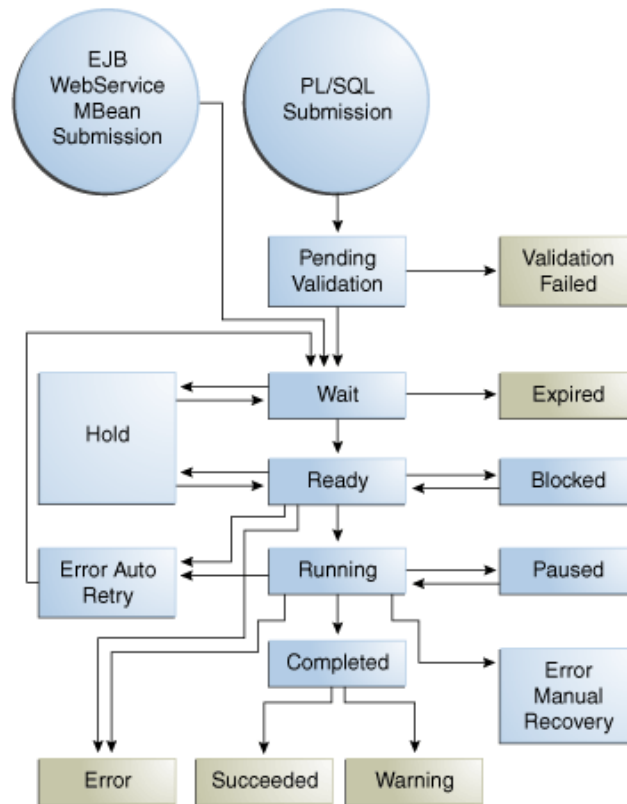 EJB
WebService
MBean
Submission
PL/SQL
Submission
Pending
Validation
Validation
Failed
Wait
Expired
Hold
Ready
Blocked
Error Auto
Retry
Running
Paused
Completed
Error
Manual
Recovery
Error
Succeeded
Warning